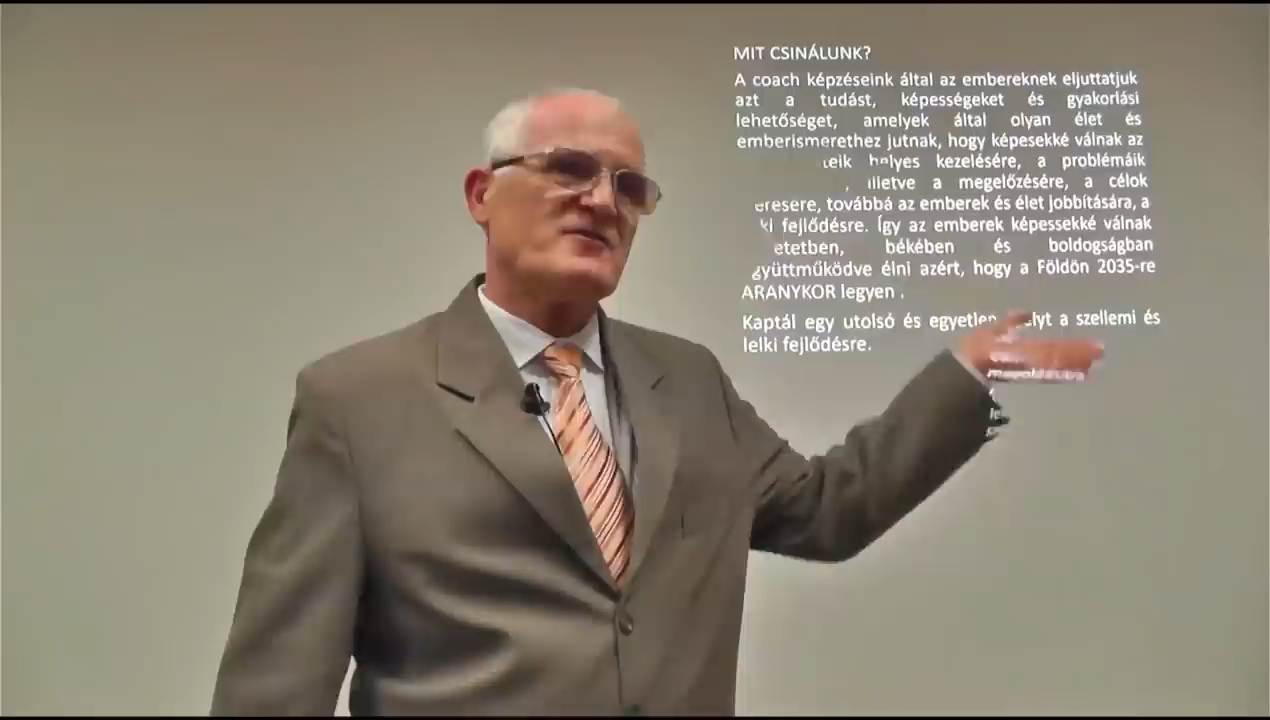 MIT CSINÁLUNK?
A coach képzéseink által az embereknek eljuttatjuk
azt a tudást, képességeket és gyakorlási
lehetőséget, amelyek által olyan élet és
emberismerethez jutnak, hogy képesekké válnak az
helyes kezelésére, a problémáik
illetve a megelőzésére, a célok
továbbá az emberek és élet jobbítására, a
fejlődésre. Így az emberek képessekké válnak
békében és boldogságban
élni azért, hogy a Földön 2035-re
ARANYKOR legyen .
Kaptál egy utolsó és a szellemi és
lelki fejlődésre.